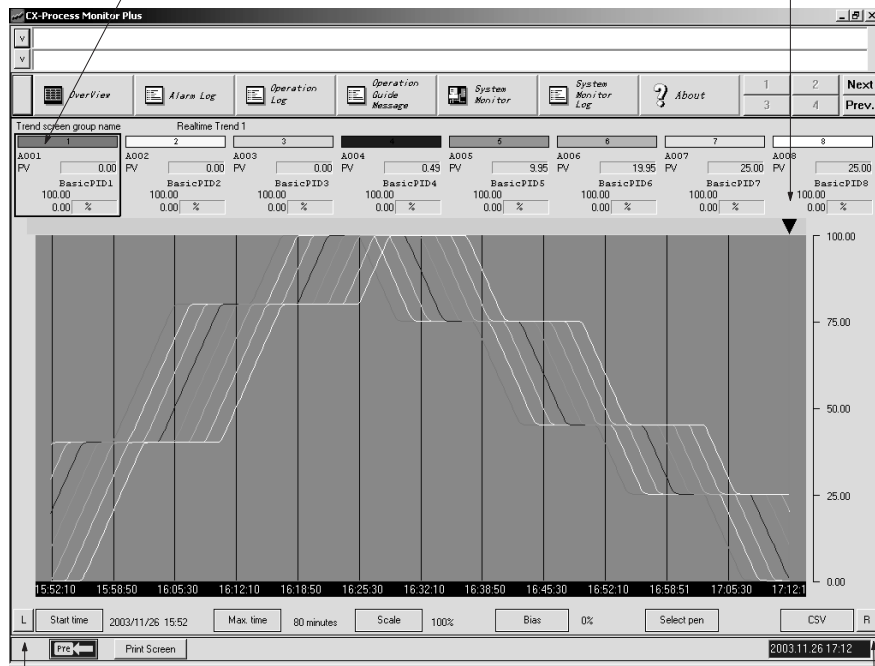 CX-Process Monitor Plus
v
v
OverView Alarm Log Operation Log Operation Guide Message System Monitor System Monitor Log About 1 2 Next
3 4 Prev.
Trend screen group name Realtime Trend 1
1 2 3 4 5 6 7 8
A001 A002 A003 A004 A005 A006 A007 A008
PV 0.00 PV 0.00 PV 0.00 PV 0.49 PV 9.95 PV 19.95 PV 25.00 PV 25.00
BasicPID1 BasicPID2 BasicPID3 BasicPID4 BasicPID5 BasicPID6 BasicPID7 BasicPID8
100.00 100.00 100.00 100.00 100.00 100.00 100.00 100.00
0.00 % 0.00 % 0.00 % 0.00 % 0.00 % 0.00 % 0.00 % 0.00 %
100.00
75.00
50.00
25.00
0.00
15:52:10 15:58:50 16:05:30 16:12:10 16:18:50 16:25:30 16:32:10 16:38:50 16:45:30 16:52:10 16:58:51 17:05:30 17:12:1
L Start time 2003/11/26 15:52 Max. time 80 minutes Scale 100% Bias 0% Select pen CSV R
Pre Print Screen 2003.11.26 17:12